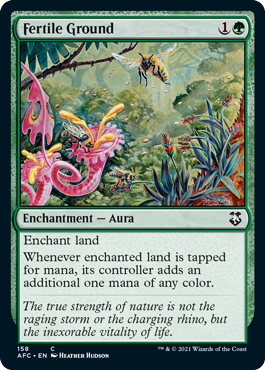 Fertile Ground 1
Enchantment — Aura
Enchant land
Whenever enchanted land is tapped
for mana, its controller adds an
additional one mana of any color.
The true strength of nature is not the
raging storm or the charging rhino, but
the inexorable vitality of life.
158 C
AFC • EN HEATHER HUDSON ™ & © 2021 Wizards of the Coast